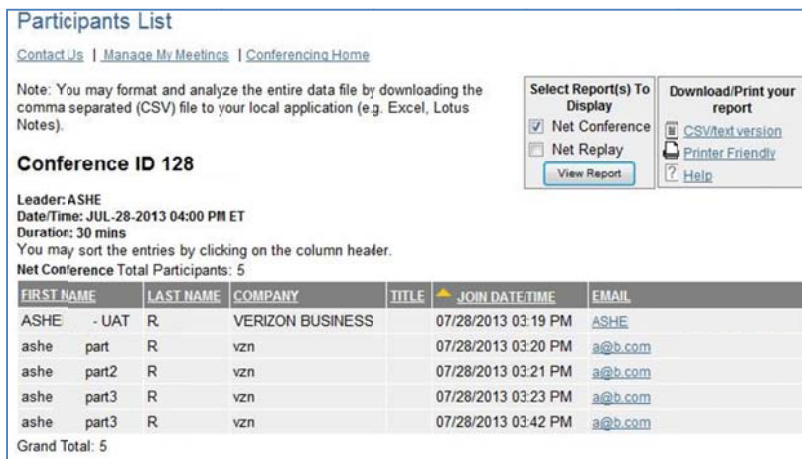 Participants List
Contact Us | Manage My Meetings | Conferencing Home
Note: You may format and analyze the entire data file by downloading the
comma separated (CSV) file to your local application (e.g. Excel, Lotus
Notes).
Select Report(s) To
Display
Net Conference
Net Replay
View Report
Download/Print your
report
CSV/text version
Printer Friendly
? Help
Conference ID 128
Leader: ASHE
Date/Time: JUL-28-2013 04:00 PM ET
Duration: 30 mins
You may sort the entries by clicking on the column header.
Net Conference Total Participants: 5
FIRST NAME LAST NAME COMPANY TITLE JOIN DATE/TIME EMAIL
ASHE - UAT R VERIZON BUSINESS 07/28/2013 03:19 PM ASHE
ashe part R vzn 07/28/2013 03:20 PM a@b.com
ashe part2 R vzn 07/28/2013 03:21 PM a@b.com
ashe part3 R vzn 07/28/2013 03:23 PM a@b.com
ashe part3 R vzn 07/28/2013 03:42 PM a@b.com
Grand Total: 5